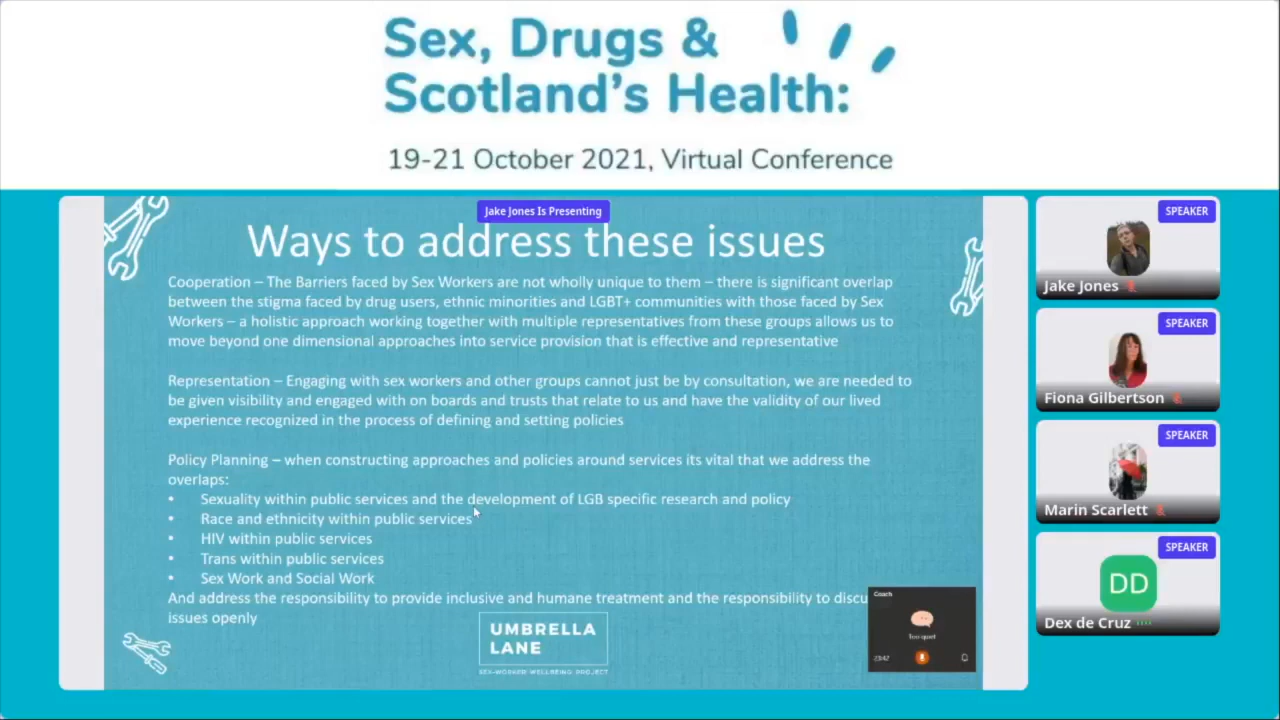 Sex, Drugs &
Scotland's Health:
19-21 October 2021, Virtual Conference
Jake Jones Is Presenting
Ways to address these issues
Cooperation – The Barriers faced by Sex Workers are not wholly unique to them – there is significant overlap
between the stigma faced by drug users, ethnic minorities and LGBT+ communities with those faced by Sex
Workers – a holistic approach working together with multiple representatives from these groups allows us to
move beyond one dimensional approaches into service provision that is effective and representative
Representation – Engaging with sex workers and other groups cannot just be by consultation, we are needed to
be given visibility and engaged with on boards and trusts that relate to us and have the validity of our lived
experience recognized in the process of defining and setting policies
Policy Planning – when constructing approaches and policies around services its vital that we address the
overlaps:
• Sexuality within public services and the development of LGB specific research and policy
• Race and ethnicity within public services
• HIV within public services
• Trans within public services
• Sex Work and Social Work
And address the responsibility to provide inclusive and humane treatment and the responsibility to discu
issues openly
UMBRELLA
LANE
SEX-WORKER WELLBEING PROJECT
Coach
Too quiet
23:42
SPEAKER
Jake Jones
SPEAKER
Fiona Gilbertson
SPEAKER
Marin Scarlett
SPEAKER
DD
Dex de Cruz